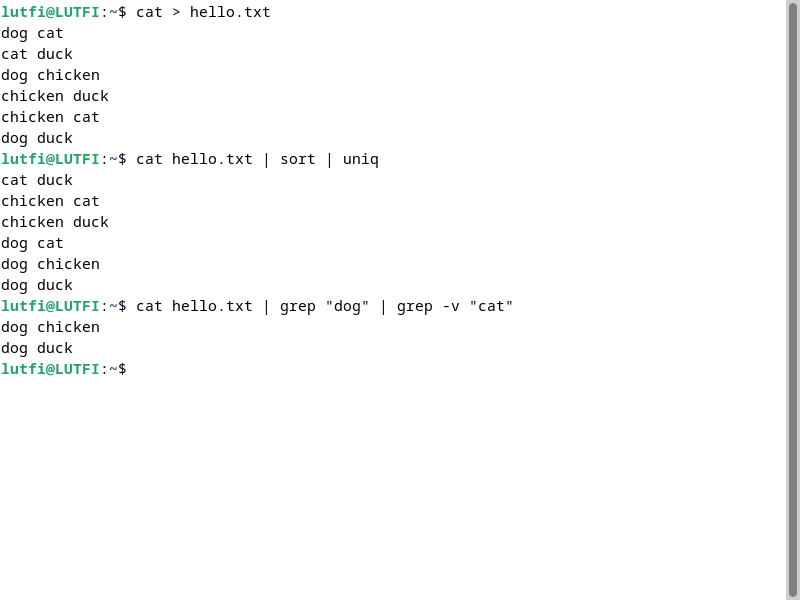 lutfi@LUTFI:~$ cat > hello.txt
dog cat
cat duck
dog chicken
chicken duck
chicken cat
dog duck
lutfi@LUTFI:~$ cat hello.txt | sort | uniq
cat duck
chicken cat
chicken duck
dog cat
dog chicken
dog duck
lutfi@LUTFI:~$ cat hello.txt | grep "dog" | grep -v "cat"
dog chicken
dog duck
lutfi@LUTFI:~$